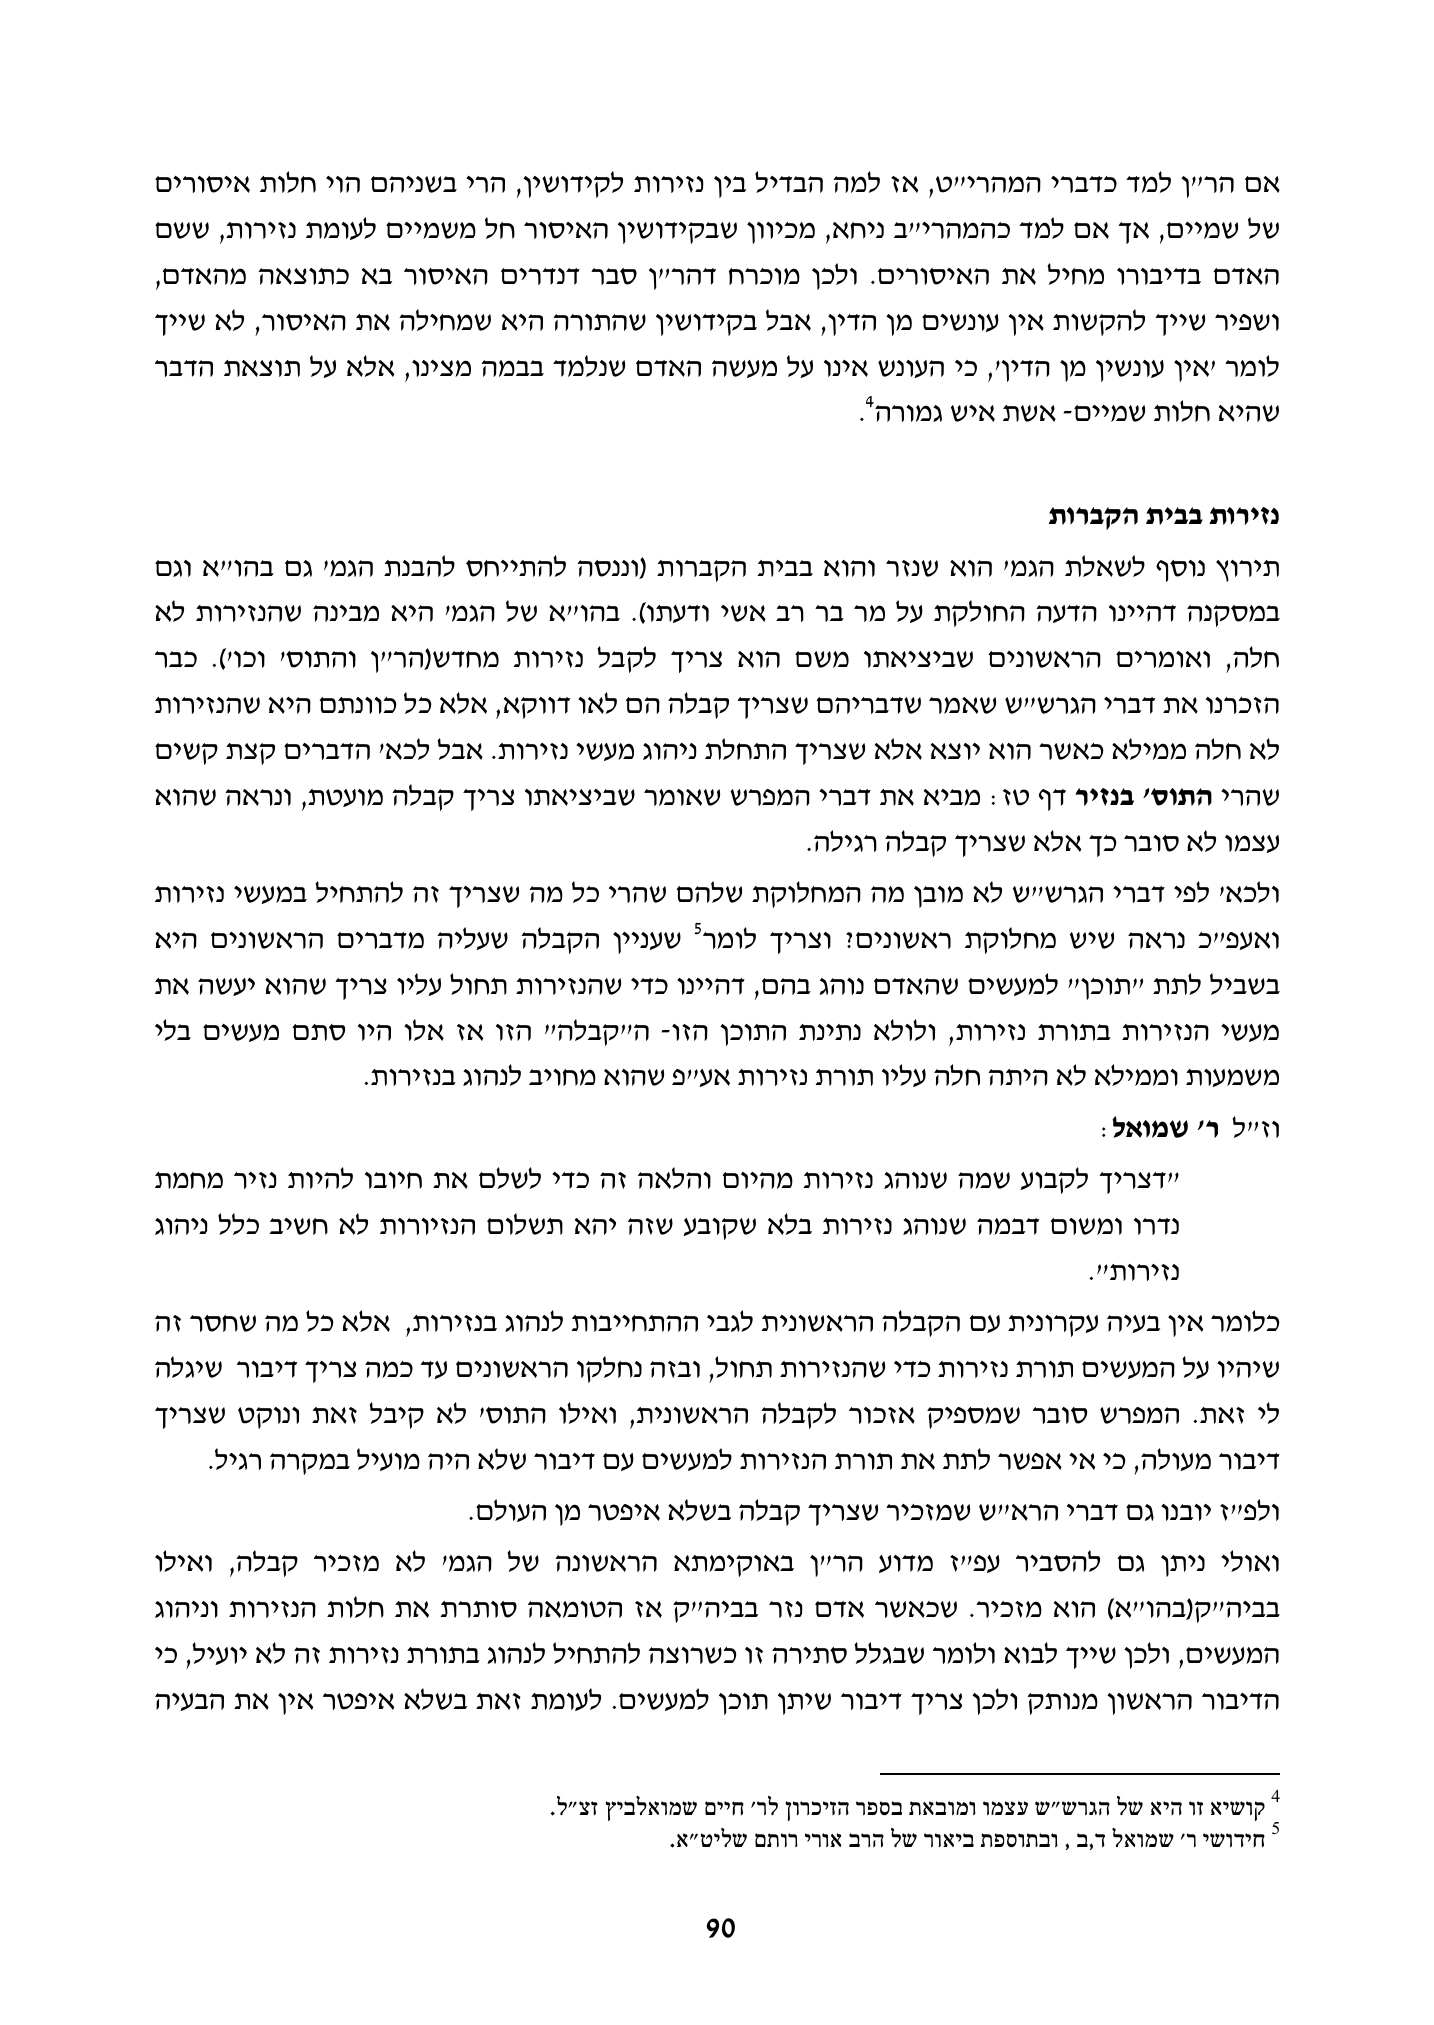 אם הר״ן למד כדברי המהרי״ט, אז למה הבדיל בין נזירות לקידושין, הרי בשניהם הוי חלות איסורים
של שמיים, אך אם למד כהמהרי״ב ניחא, מכיוון שבקידושין האיסור חל משמיים לעומת נזירות, ששם
האדם בדיבורו מחיל את האיסורים. ולכן מוכרח דהר״ן סבר דנדרים האיסור בא כתוצאה מהאדם,
ושפיר שייך להקשות אין עונשים מן הדין, אבל בקידושין שהתורה היא שמחילה את האיסור, לא שייך
לומר ׳אין עונשין מן הדין׳, כי העונש אינו על מעשה האדם שנלמד בבמה מצינו, אלא על תוצאת הדבר
שהיא חלות שמיים- אשת איש גמורה4.
נזירות בבית הקברות
תירוץ נוסף לשאלת הגמ׳ הוא שנזר והוא בבית הקברות (וננסה להתייחס להבנת הגמ׳ גם בהו״א וגם
במסקנה דהיינו הדעה החולקת על מר בר רב אשי ודעתו). בהו״א של הגמ׳ היא מבינה שהנזירות לא
חלה, ואומרים הראשונים שביציאתו משם הוא צריך לקבל נזירות מחדש(הר״ן והתוס׳ וכו׳). כבר
הזכרנו את דברי הגרש״ש שאמר שדבריהם שצריך קבלה הם לאו דווקא, אלא כל כוונתם היא שהנזירות
לא חלה ממילא כאשר הוא יוצא אלא שצריך התחלת ניהוג מעשי נזירות. אבל לכא׳ הדברים קצת קשים
שהרי התוס׳ בנזיר דף טז: מביא את דברי המפרש שאומר שביציאתו צריך קבלה מועטת, ונראה שהוא
עצמו לא סובר כך אלא שצריך קבלה רגילה.
ולכא׳ לפי דברי הגרש״ש לא מובן מה המחלוקת שלהם שהרי כל מה שצריך זה להתחיל במעשי נזירות
ואעפ״כ נראה שיש מחלוקת ראשונים? וצריך לומר5 שעניין הקבלה שעליה מדברים הראשונים היא
בשביל לתת ״תוכן״ למעשים שהאדם נוהג בהם, דהיינו כדי שהנזירות תחול עליו צריך שהוא יעשה את
מעשי הנזירות בתורת נזירות, ולולא נתינת התוכן הזו- ה״קבלה״ הזו אז אלו היו סתם מעשים בלי
משמעות וממילא לא היתה חלה עליו תורת נזירות אע״פ שהוא מחויב לנהוג בנזירות.
וז״ל ר׳ שמואל:
״דצריך לקבוע שמה שנוהג נזירות מהיום והלאה זה כדי לשלם את חיובו להיות נזיר מחמת
נדרו ומשום דבמה שנוהג נזירות בלא שקובע שזה יהא תשלום הנזיורות לא חשיב כלל ניהוג
נזירות״.
כלומר אין בעיה עקרונית עם הקבלה הראשונית לגבי ההתחייבות לנהוג בנזירות, אלא כל מה שחסר זה
שיהיו על המעשים תורת נזירות כדי שהנזירות תחול, ובזה נחלקו הראשונים עד כמה צריך דיבור שיגלה
לי זאת. המפרש סובר שמספיק אזכור לקבלה הראשונית, ואילו התוס׳ לא קיבל זאת ונוקט שצריך
דיבור מעולה, כי אי אפשר לתת את תורת הנזירות למעשים עם דיבור שלא היה מועיל במקרה רגיל.
ולפ״ז יובנו גם דברי הרא״ש שמזכיר שצריך קבלה בשלא איפטר מן העולם.
ואולי ניתן גם להסביר עפ״ז מדוע הר״ן באוקימתא הראשונה של הגמ׳ לא מזכיר קבלה, ואילו
בביה״ק(בהו״א) הוא מזכיר. שכאשר אדם נזר בביה״ק אז הטומאה סותרת את חלות הנזירות וניהוג
המעשים, ולכן שייך לבוא ולומר שבגלל סתירה זו כשרוצה להתחיל לנהוג בתורת נזירות זה לא יועיל, כי
הדיבור הראשון מנותק ולכן צריך דיבור שיתן תוכן למעשים. לעומת זאת בשלא איפטר אין את הבעיה
4 קושיא זו היא של הגרש״ש עצמו ומובאת בספר הזיכרון לר׳ חיים שמואלביץ זצ״ל.
5 חידושי ר׳ שמואל ד,ב , ובתוספת ביאור של הרב אורי רותם שליט״א.
90